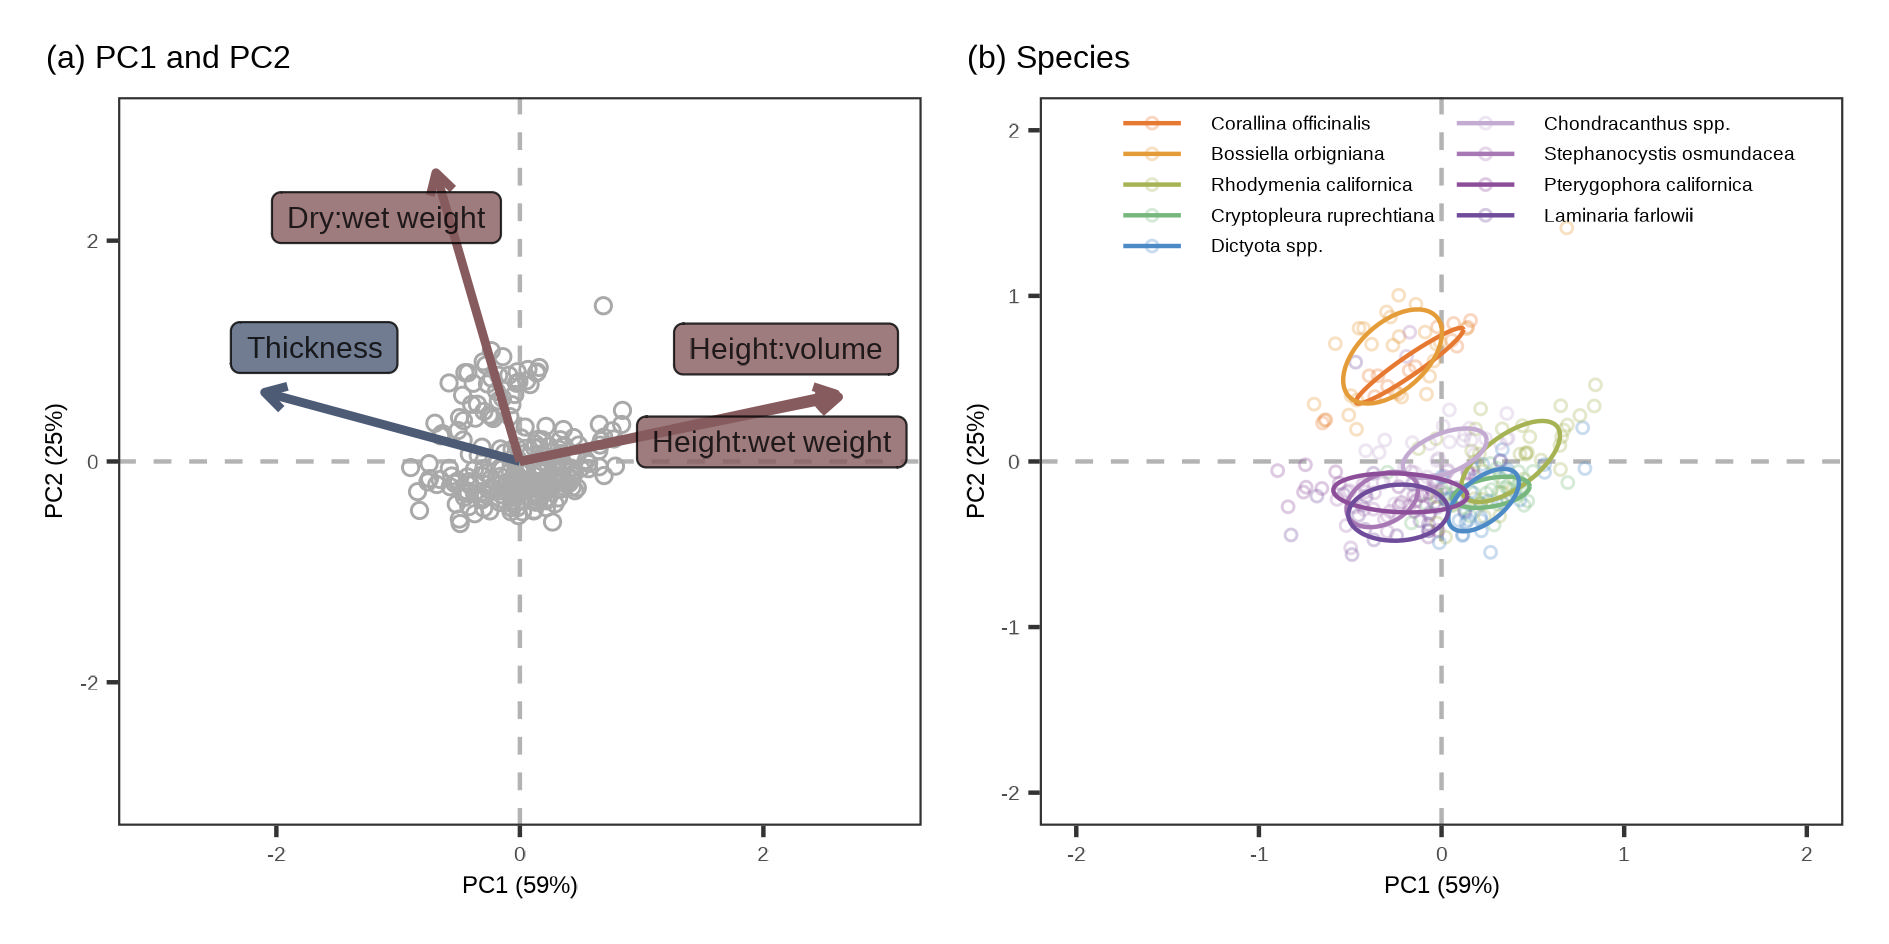 (a) PC1 and PC2
Dry:wet weight
Thickness
Height:volume
Height:wet weight
2
0
-2
-2
0
2
PC1 (59%)
PC2 (25%)
(b) Species
Corallina officinalis
Bossiella orbigniana
Rhodymenia californica
Cryptopleura ruprechtiana
Dictyota spp.
Chondracanthus spp.
Stephanocystis osmundacea
Pterygophora californica
Laminaria farlowii
2
1
0
-1
-2
-2
-1
0
1
2
PC1 (59%)
PC2 (25%)